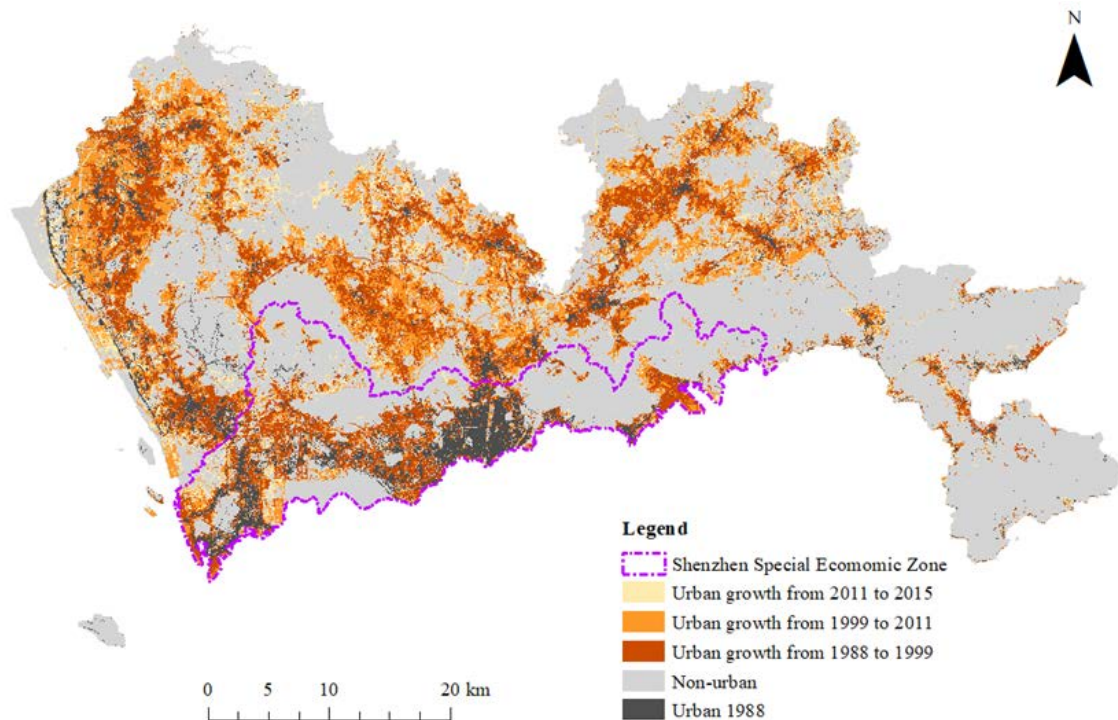 N
Legend
Shenzhen Special Ecomomic Zone
Urban growth from 2011 to 2015
Urban growth from 1999 to 2011
Urban growth from 1988 to 1999
Non-urban
Urban 1988
0 5 10 20 km